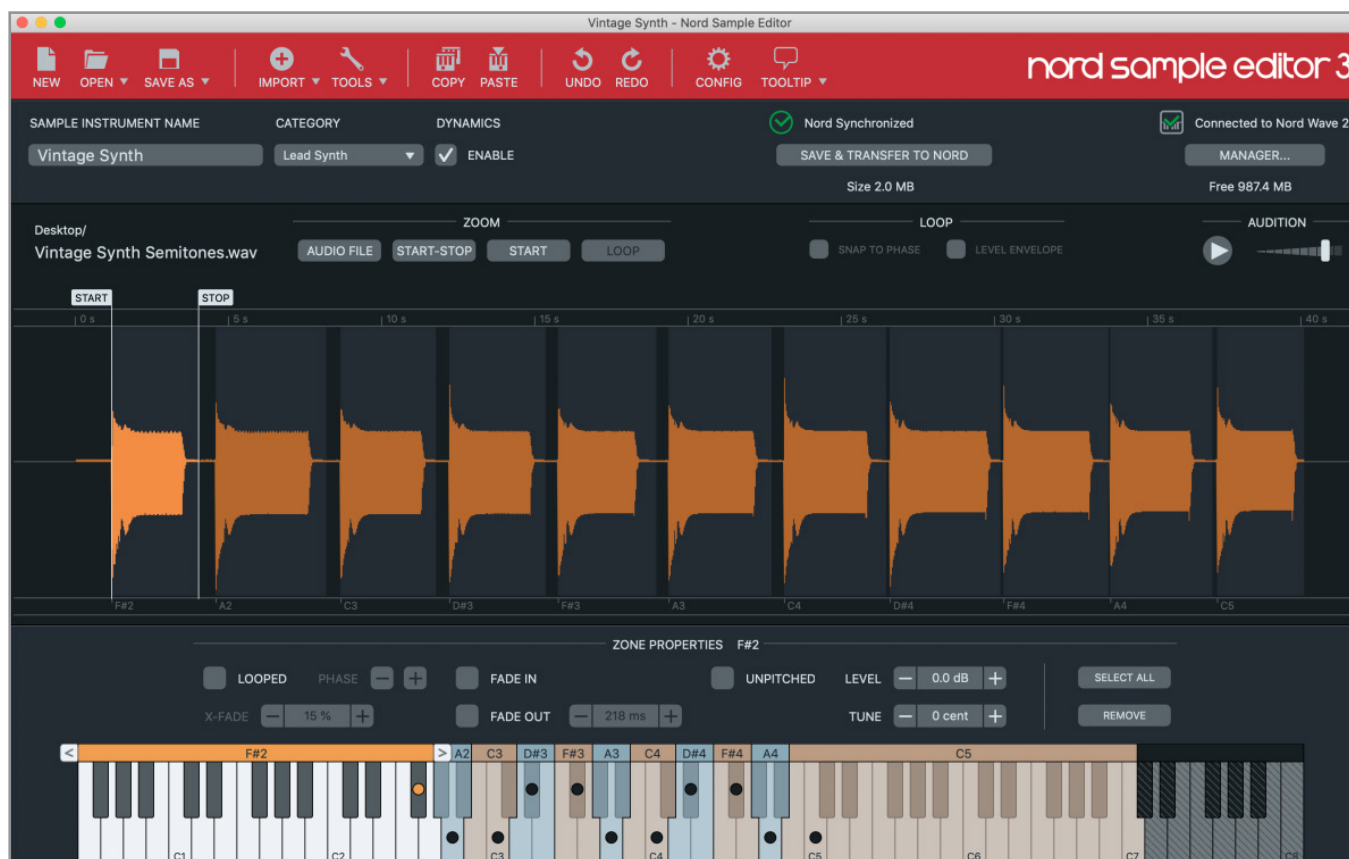 Vintage Synth - Nord Sample Editor
NEW OPEN SAVE AS IMPORT TOOLS COPY PASTE UNDO REDO CONFIG TOOLTIP nord sample editor 3
SAMPLE INSTRUMENT NAME CATEGORY DYNAMICS Nord Synchronized Connected to Nord Wave 2
Vintage Synth Lead Synth ENABLE SAVE & TRANSFER TO NORD MANAGER...
Size 2.0 MB Free 987.4 MB
Desktop/ ZOOM LOOP AUDITION
Vintage Synth Semitones.wav AUDIO FILE START-STOP START LOOP SNAP TO PHASE LEVEL ENVELOPE
START STOP
0 s 5 s 10 s 15 s 20 s 25 s 30 s 35 s 40 s
F#2 A2 C3 D#3 F#3 A3 C4 D#4 F#4 A4 C5
ZONE PROPERTIES F#2
LOOPED PHASE - + FADE IN UNPITCHED LEVEL - 0.0 dB + SELECT ALL
X-FADE - 15 % + FADE OUT - 218 ms + TUNE - 0 cent + REMOVE
< F#2 > A2 C3 D#3 F#3 A3 C4 D#4 F#4 A4 C5
C1 C2 C3 C4 C5 C6 C7 C8